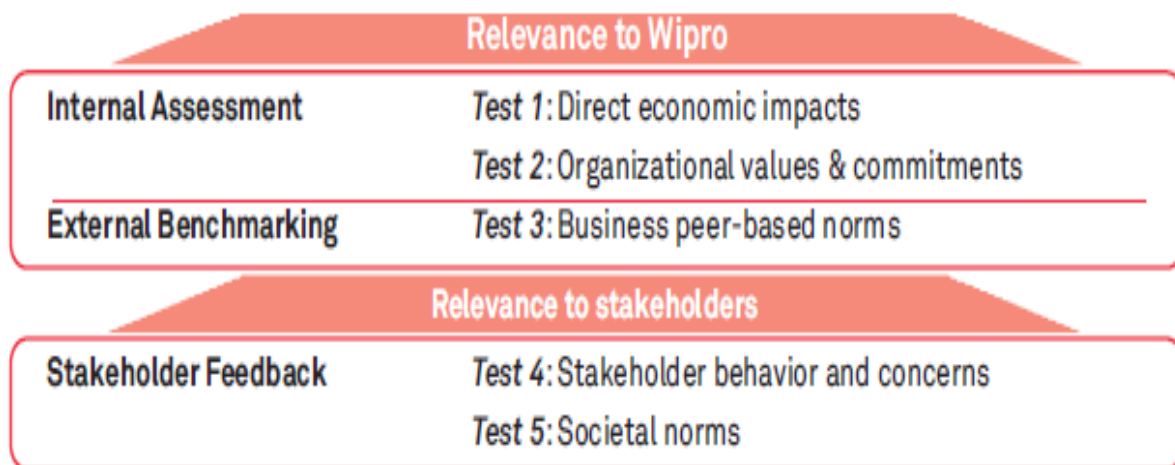 Relevance to Wipro
Internal Assessment Test 1: Direct economic impacts
Test 2: Organizational values & commitments
External Benchmarking Test 3: Business peer-based norms
Relevance to stakeholders
Stakeholder Feedback Test 4: Stakeholder behavior and concerns
Test 5: Societal norms